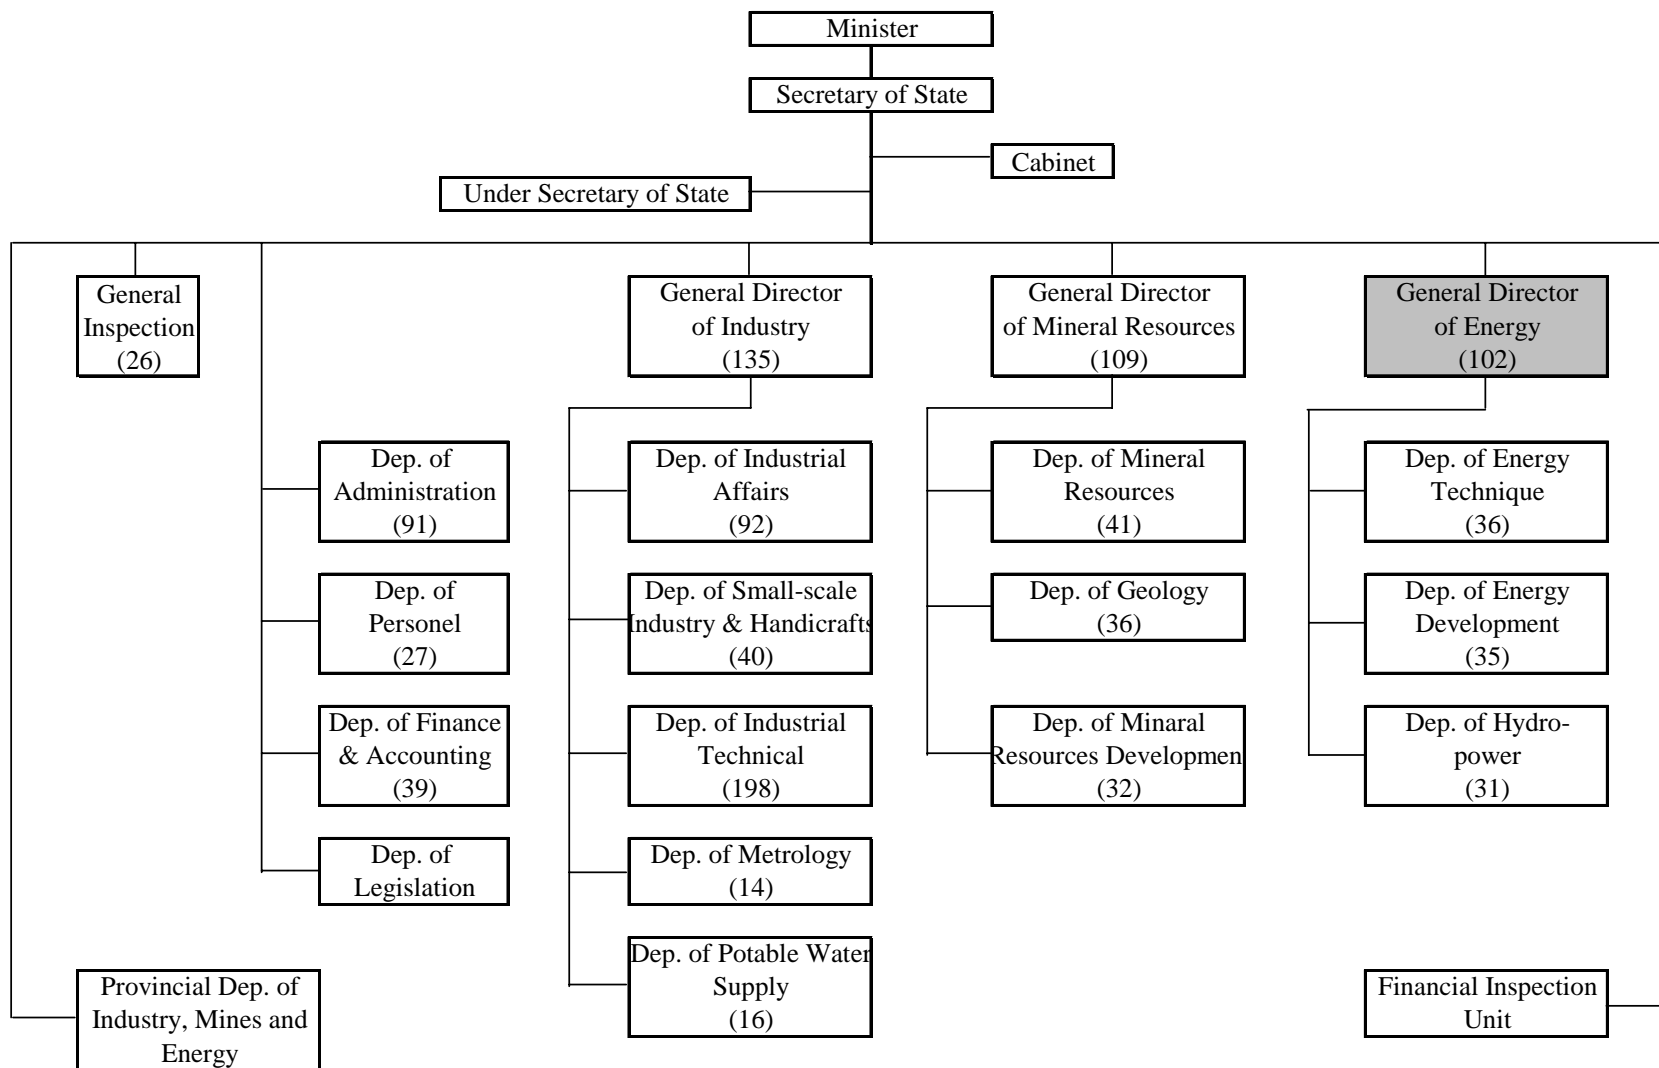 Minister
Secretary of State
Cabinet
Under Secretary of State
General
Inspection
(26)
General Director
of Industry
(135)
General Director
of Mineral Resources
(109)
General Director
of Energy
(102)
Dep. of
Administration
(91)
Dep. of
Personel
(27)
Dep. of Finance
& Accounting
(39)
Dep. of
Legislation
Dep. of Industrial
Affairs
(92)
Dep. of Small-scale
Industry & Handicrafts
(40)
Dep. of Industrial
Technical
(198)
Dep. of Metrology
(14)
Dep. of Potable Water
Supply
(16)
Dep. of Mineral
Resources
(41)
Dep. of Geology
(36)
Dep. of Minaral
Resources Developmen
(32)
Dep. of Energy
Technique
(36)
Dep. of Energy
Development
(35)
Dep. of Hydro-
power
(31)
Provincial Dep. of
Industry, Mines and
Energy
Financial Inspection
Unit